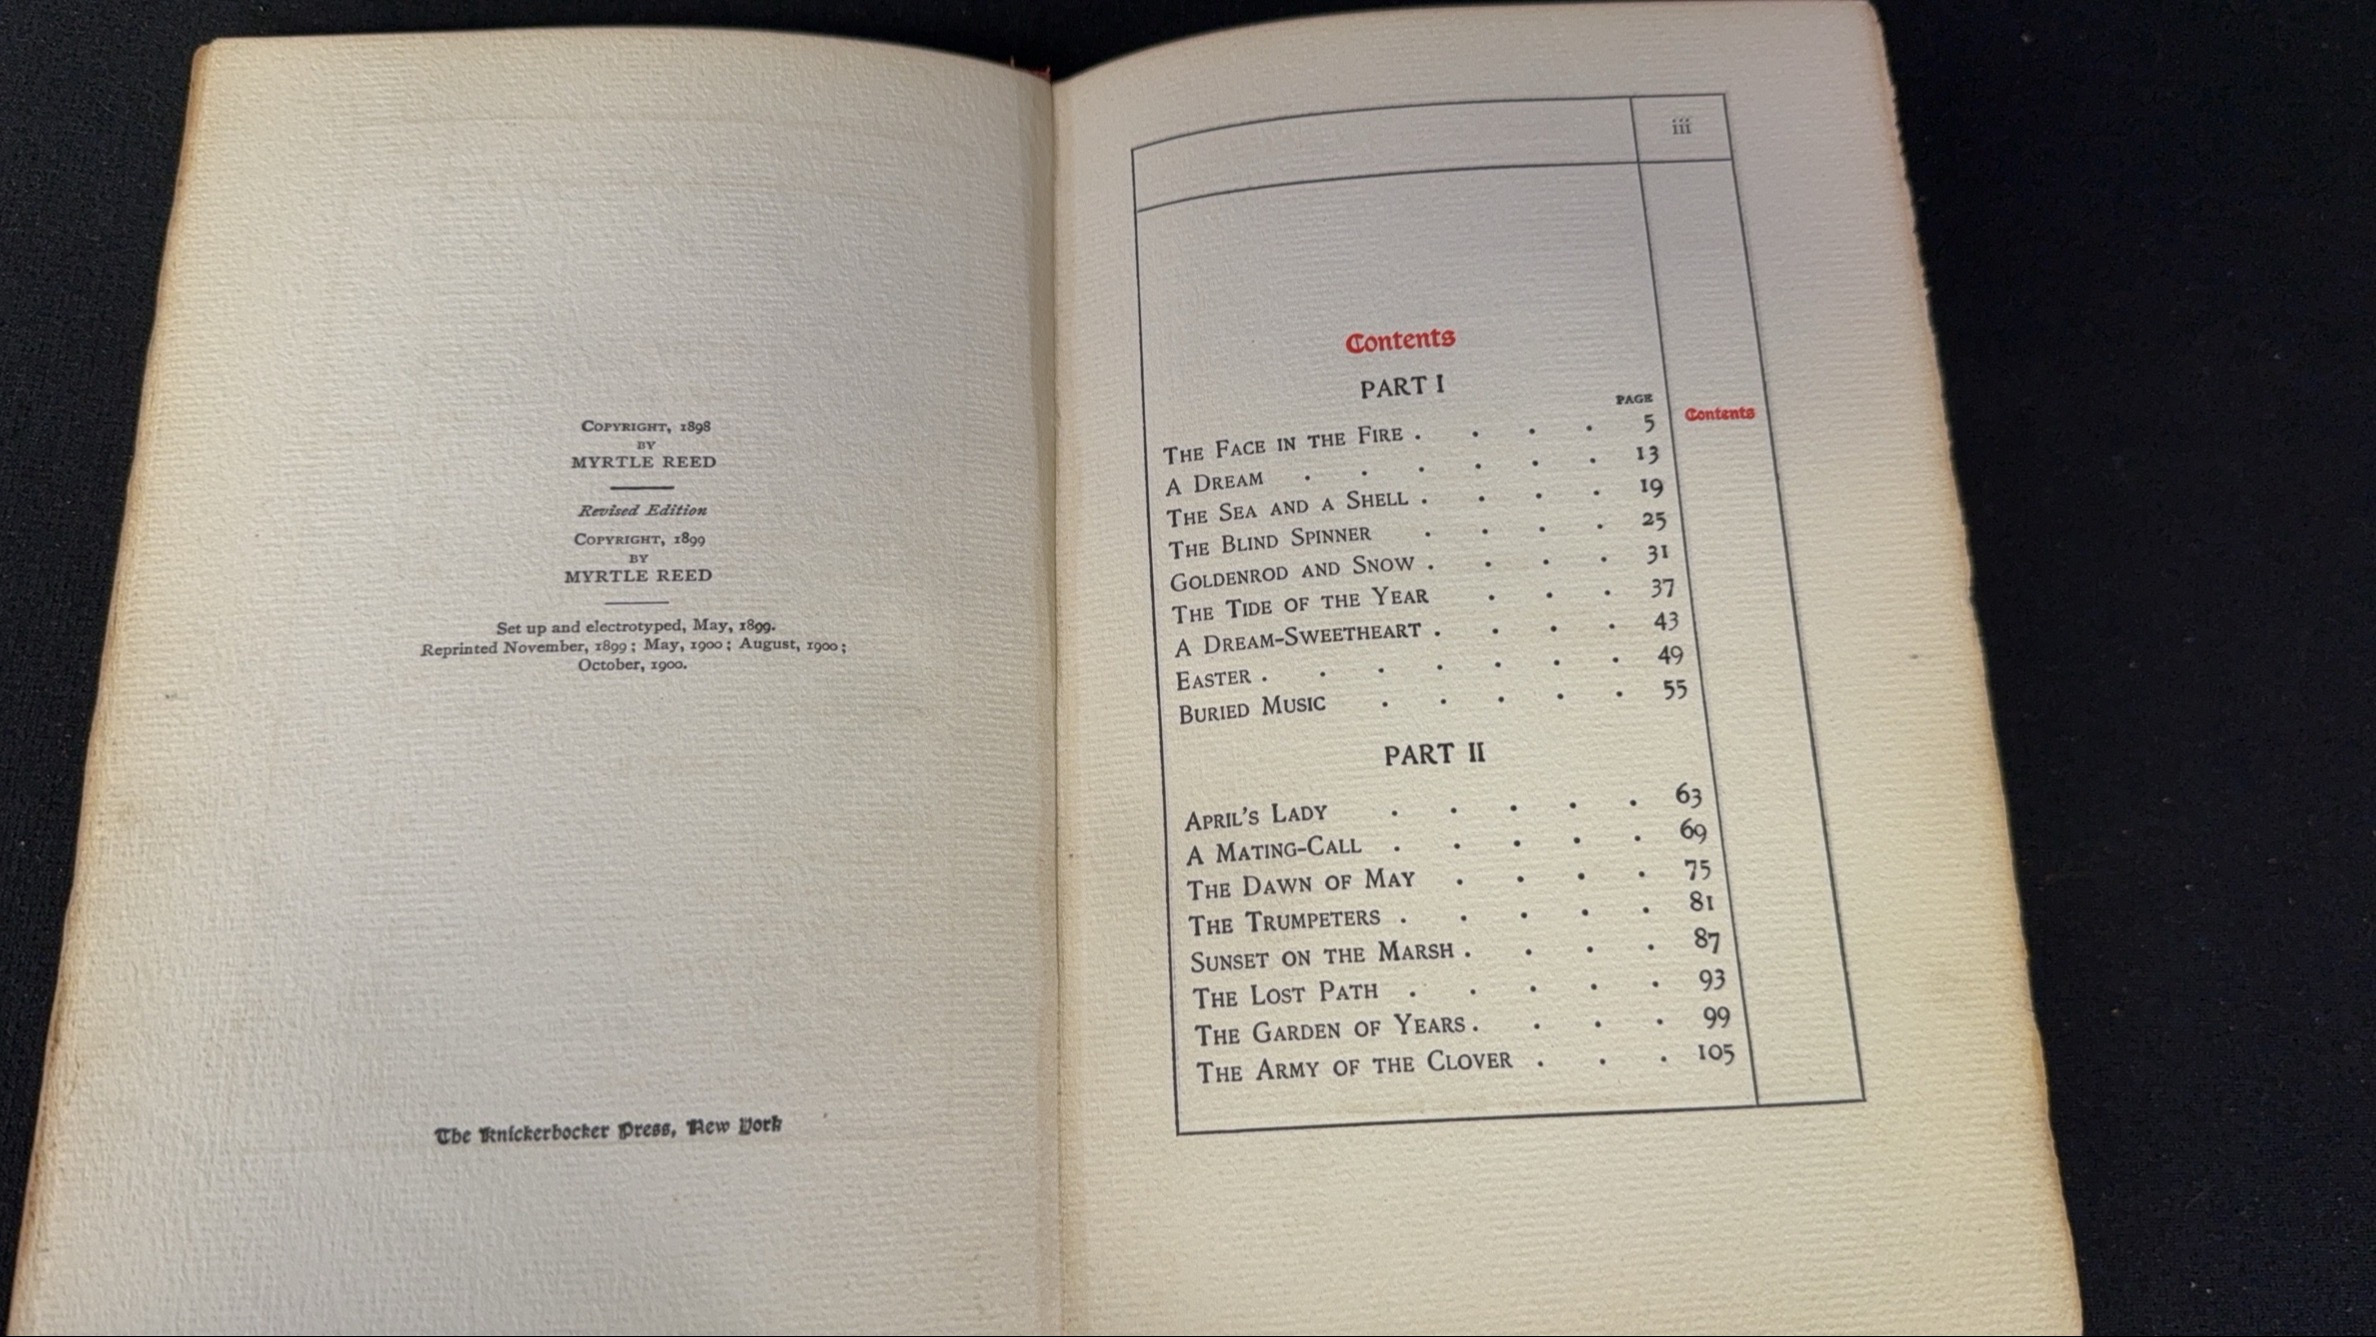 Copyright, 1898
by
MYRTLE REED
Revised Edition
Copyright, 1899
by
MYRTLE REED
Set up and electrotyped, May, 1899.
Reprinted November, 1899; May, 1900; August, 1900;
October, 1900.
The Knickerbocker Press, New York
iii
Contents
PART I
PAGE
The Face in the Fire . . . . 5
Contents
A Dream . . . . . . 13
The Sea and a Shell . . . . 19
The Blind Spinner . . . . 25
Goldenrod and Snow . . . . 31
The Tide of the Year . . . 37
A Dream-Sweetheart . . . . 43
Easter . . . . . . . 49
Buried Music . . . . . 55
PART II
April's Lady . . . . . 63
A Mating-Call . . . . . 69
The Dawn of May . . . . 75
The Trumpeters . . . . . 81
Sunset on the Marsh . . . . 87
The Lost Path . . . . . 93
The Garden of Years . . . . 99
The Army of the Clover . . . 105